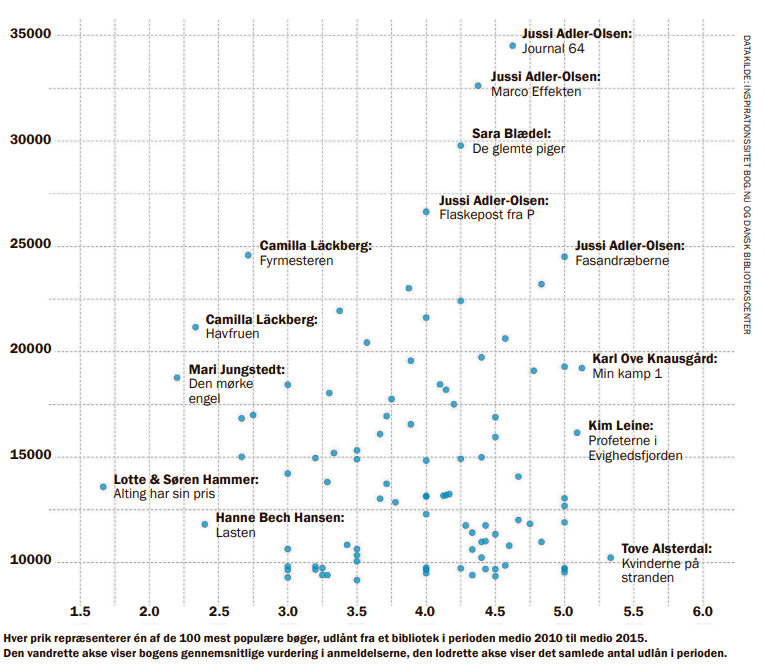 35000
Jussi Adler-Olsen:
Journal 64
Jussi Adler-Olsen:
Marco Effekten
30000
Sara Blædel:
De glemte piger
Jussi Adler-Olsen:
Flaskepost fra P
25000
Camilla Läckberg:
Fyrmesteren
Jussi Adler-Olsen:
Fasandræberne
Camilla Läckberg:
Havfruen
20000
Mari Jungstedt:
Den mørke
engel
Karl Ove Knausgård:
Min kamp 1
Kim Leine:
Profeterne i
Evighedsfjorden
15000
Lotte & Søren Hammer:
Alting har sin pris
Hanne Bech Hansen:
Lasten
10000
Tove Alsterdal:
Kvinderne på
stranden
1.5 2.0 2.5 3.0 3.5 4.0 4.5 5.0 5.5 6.0
DATAKILDE: INSPIRATIONSSITET BOG.NU OG DANSK BIBLIOTEKSCENTER
Hver prik repræsenterer én af de 100 mest populære bøger, udlånt fra et bibliotek i perioden medio 2010 til medio 2015.
Den vandrette akse viser bogens gennemsnitlige vurdering i anmeldelserne, den lodrette akse viser det samlede antal udlån i perioden.